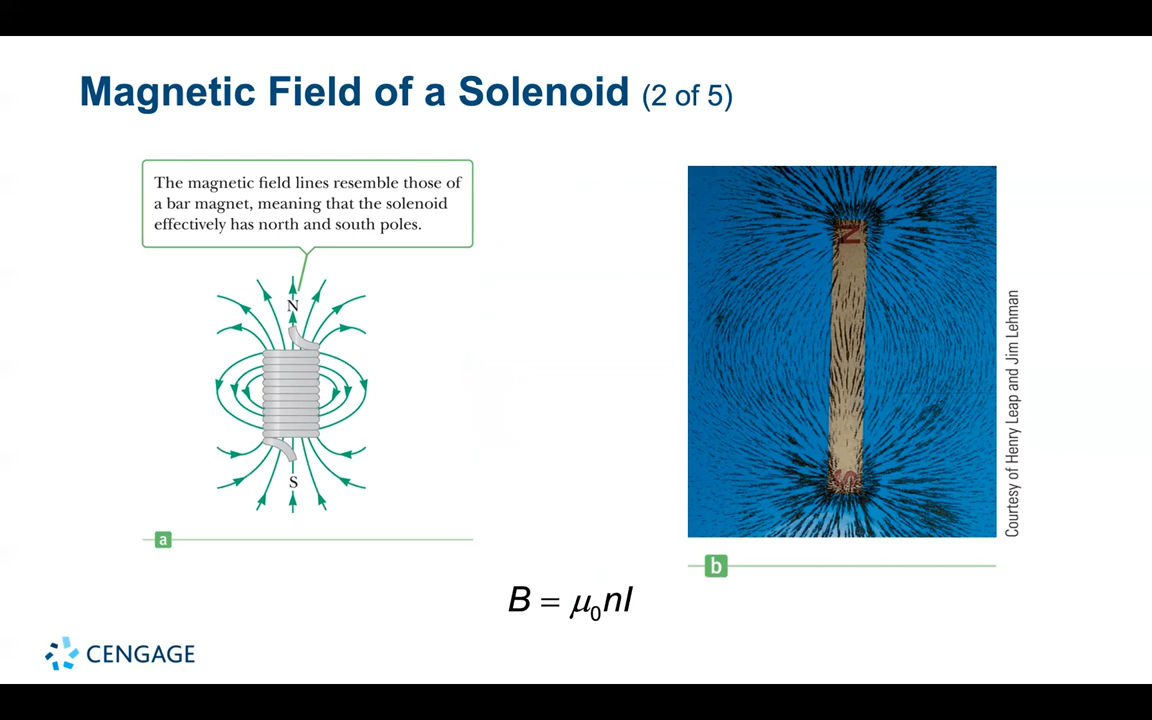 Magnetic Field of a Solenoid (2 of 5)
The magnetic field lines resemble those of
a bar magnet, meaning that the solenoid
effectively has north and south poles.
N
S
a
N
S
Courtesy of Henry Leap and Jim Lehman
b
B = μ₀nI
CENGAGE